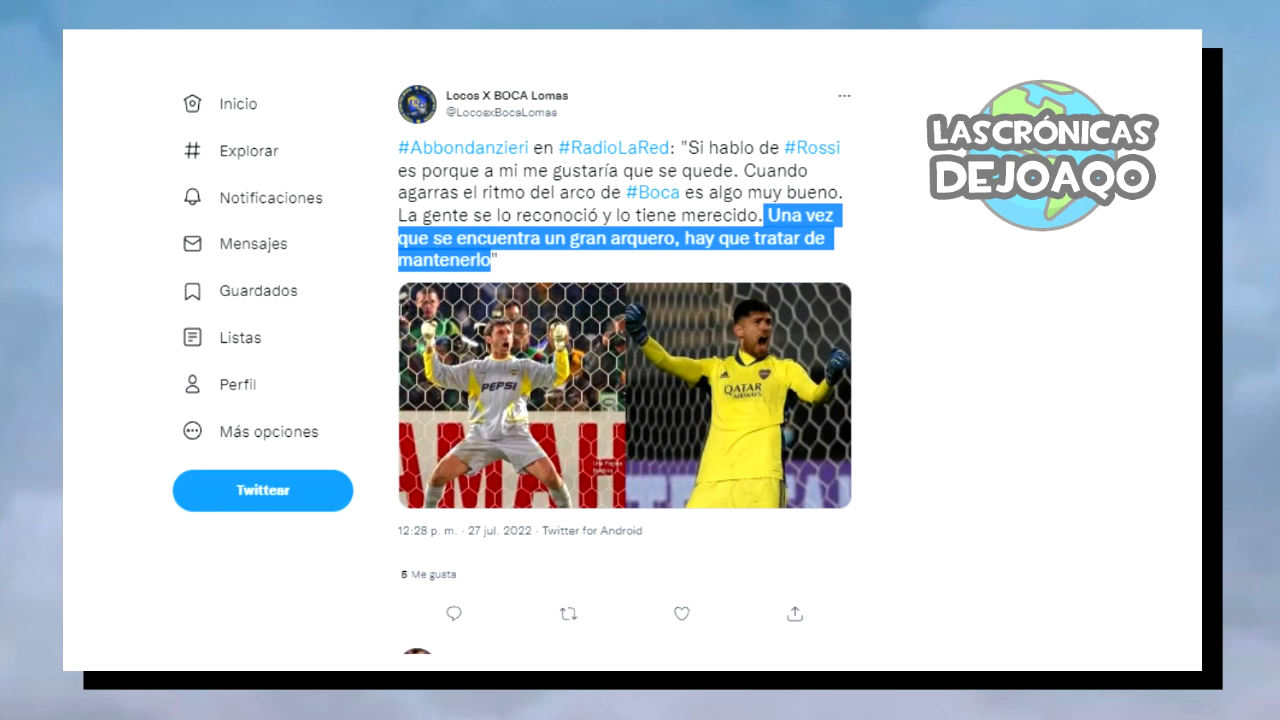 Inicio
Explorar
Notificaciones
Mensajes
Guardados
Listas
Perfil
Más opciones
Twittear
Locos X BOCA Lomas
@LocosxBocaLomas
#Abbondanzieri en #RadioLaRed: "Si hablo de #Rossi
es porque a mi me gustaría que se quede. Cuando
agarras el ritmo del arco de #Boca es algo muy bueno.
La gente se lo reconoció y lo tiene merecido. Una vez
que se encuentra un gran arquero, hay que tratar de
mantenerlo"
PEPSI
QATAR
AIRWAYS
12:28 p. m. · 27 jul. 2022 · Twitter for Android
5 Me gusta
LAS CRÓNICAS
DE JOAQO